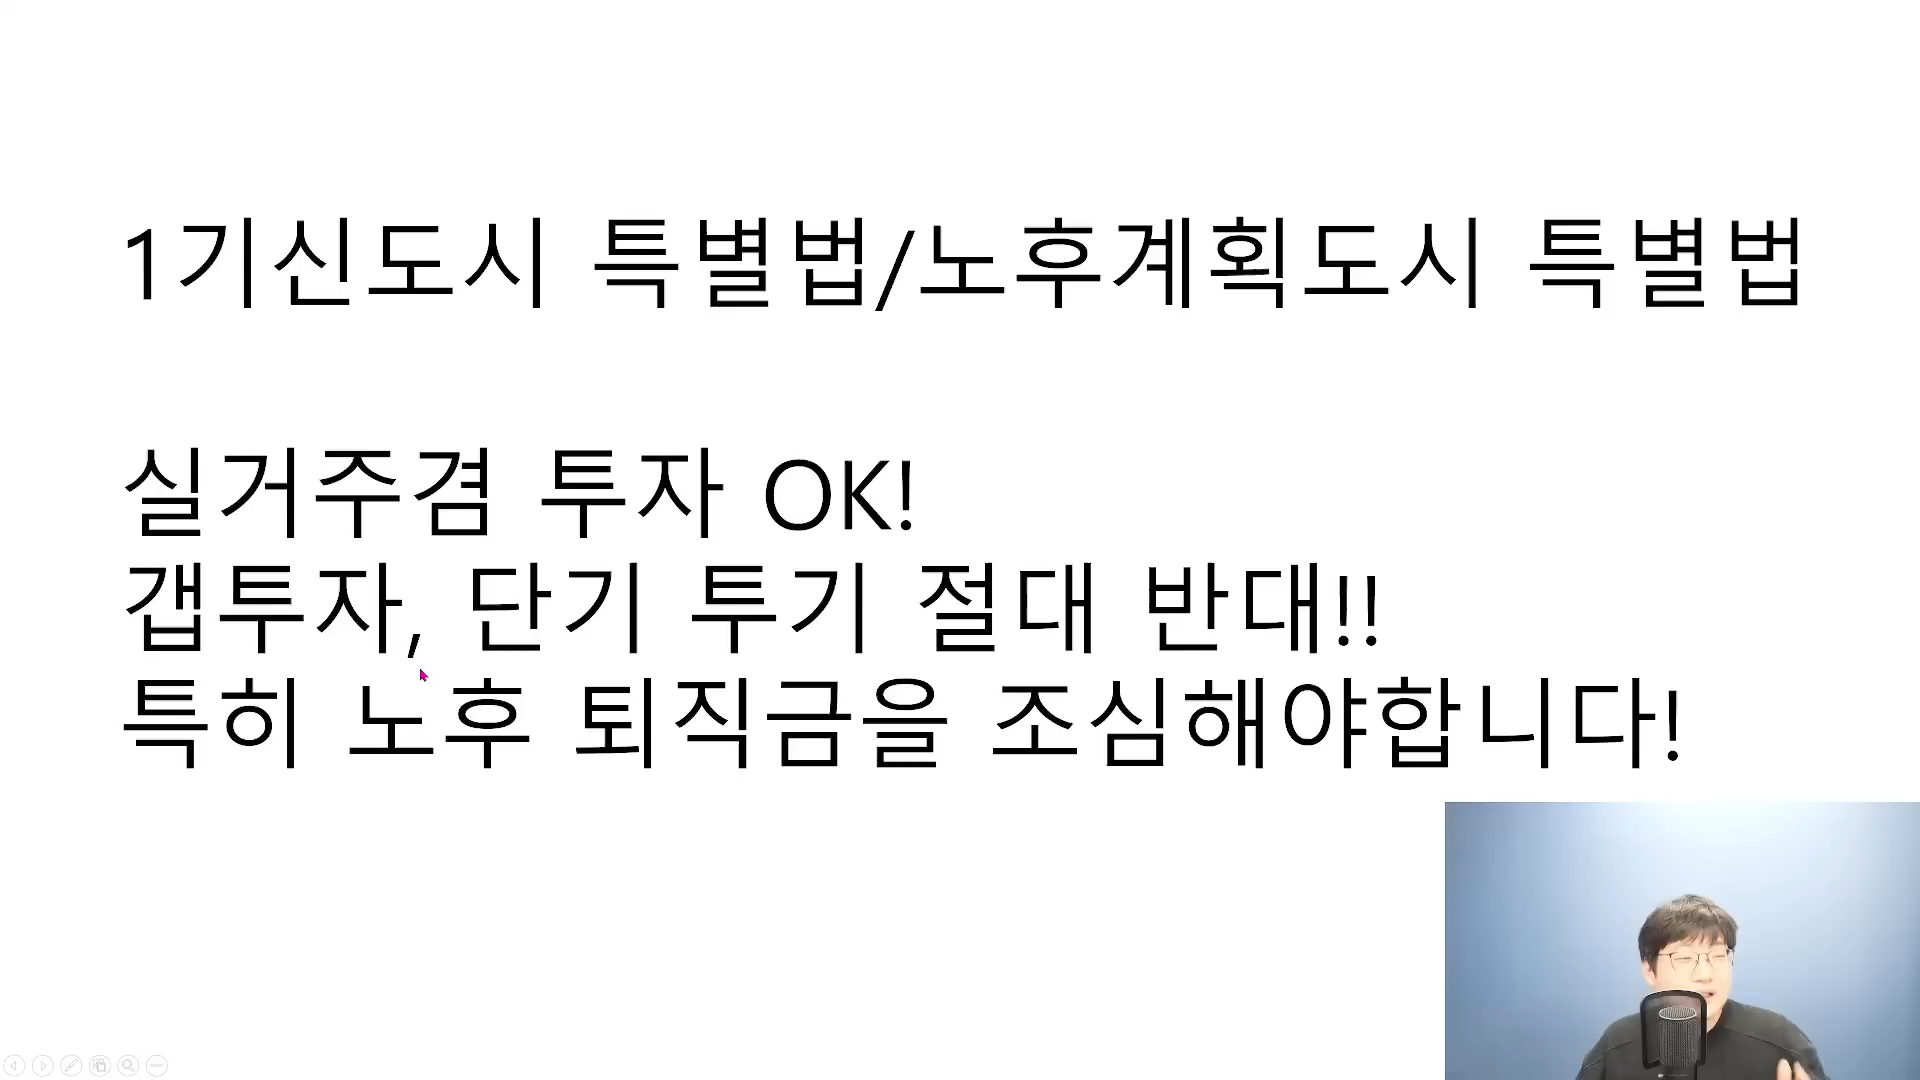 1기신도시 특별법/노후계획도시 특별법
실거주겸 투자 OK!
갭투자, 단기 투기 절대 반대!!
특히 노후 퇴직금을 조심해야합니다!